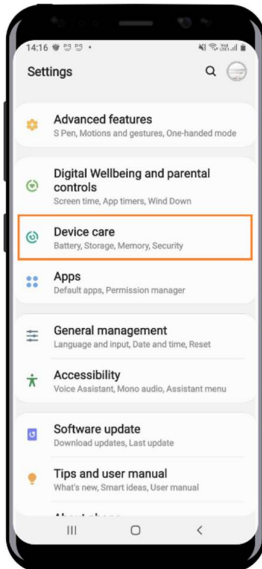 14:16
Settings
Advanced features
S Pen, Motions and gestures, One-handed mode
Digital Wellbeing and parental
controls
Screen time, App timers, Wind Down
Device care
Battery, Storage, Memory, Security
Apps
Default apps, Permission manager
General management
Language and input, Date and time, Reset
Accessibility
Voice Assistant, Mono audio, Assistant menu
Software update
Download updates, Last update
Tips and user manual
What's new, Smart ideas, User manual